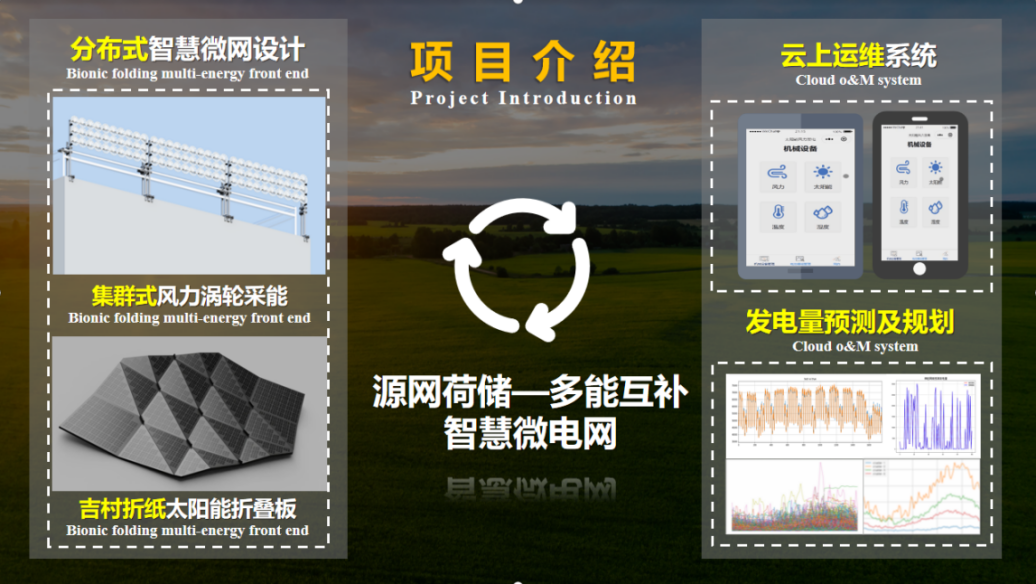 分布式智慧微网设计
Bionic folding multi-energy front end
集群式风力涡轮采能
Bionic folding multi-energy front end
吉村折纸太阳能折叠板
Bionic folding multi-energy front end
项目介绍
Project Introduction
源网荷储—多能互补
智慧微电网
云上运维系统
Cloud o&M system
机械设备
风力
太阳能
温度
湿度
机械设备
风力
太阳能
温度
湿度
发电量预测及规划
Cloud o&M system